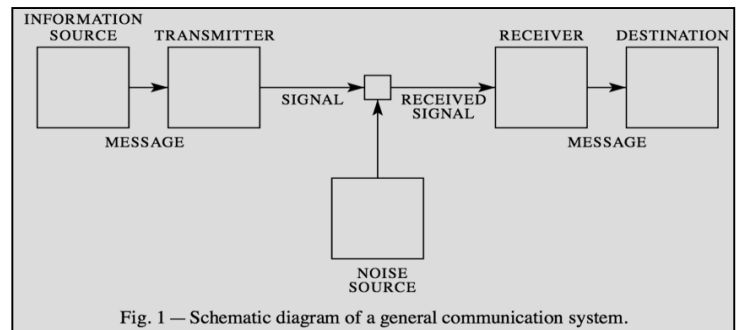 INFORMATION
SOURCE
TRANSMITTER
RECEIVER
DESTINATION
SIGNAL
RECEIVED
SIGNAL
MESSAGE
MESSAGE
NOISE
SOURCE
Fig. 1 — Schematic diagram of a general communication system.